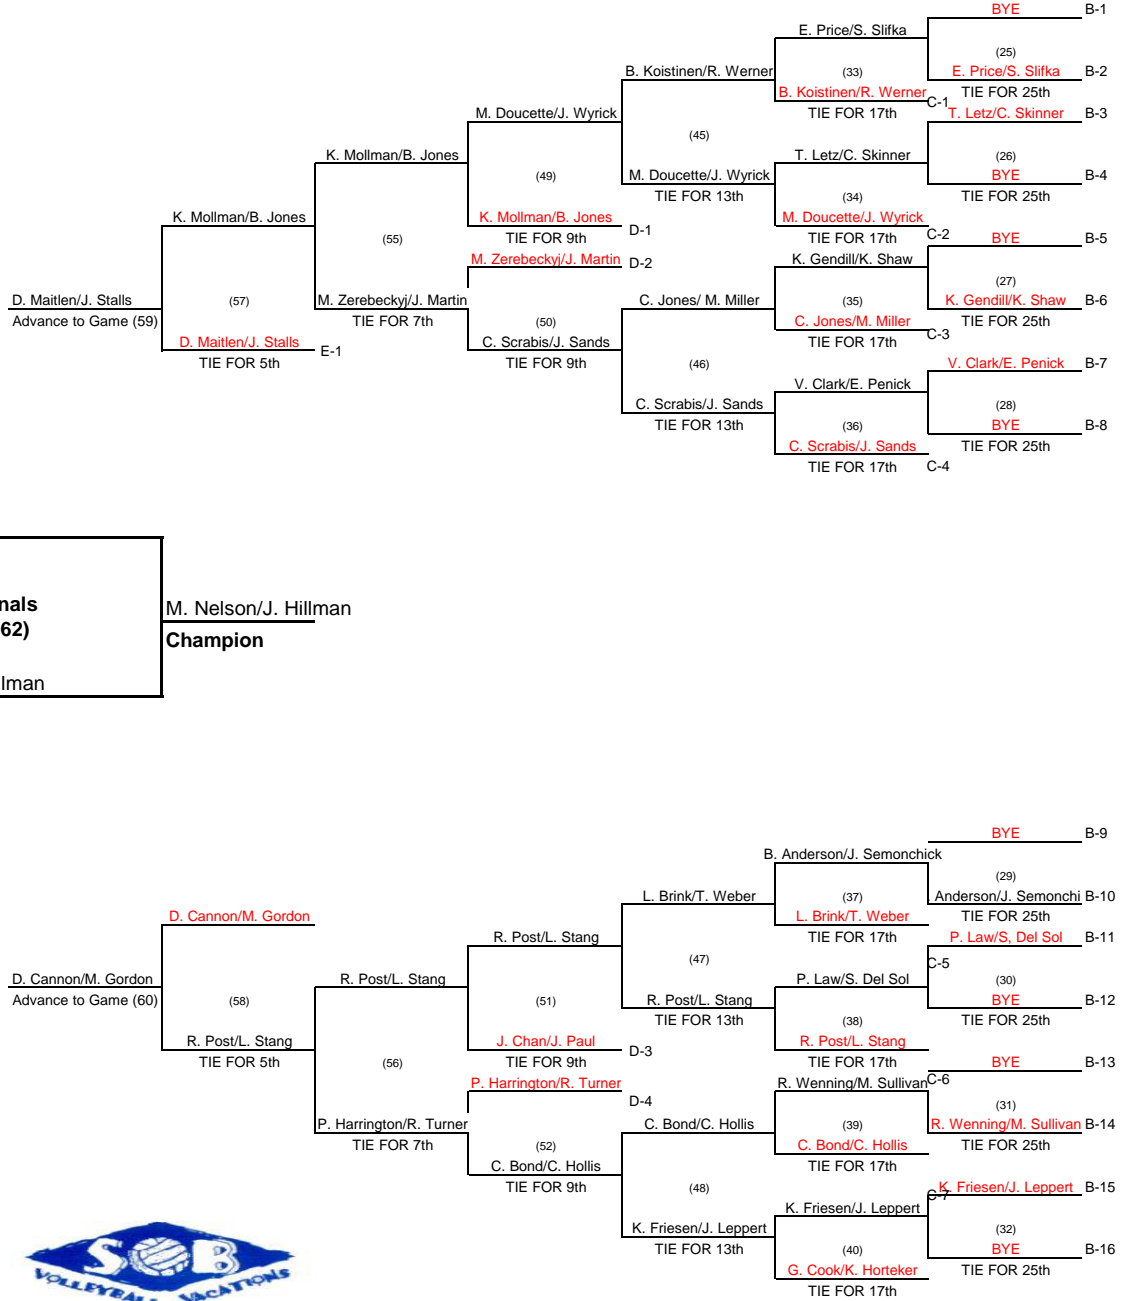 BYE B-1
E. Price/S. Slifka
(25)
B. Koistinen/R. Werner (33) E. Price/S. Slifka B-2
B. Koistinen/R. Werner TIE FOR 25th
C-1
M. Doucette/J. Wyrick TIE FOR 17th T. Letz/C. Skinner B-3
(45)
K. Mollman/B. Jones T. Letz/C. Skinner (26)
(49) M. Doucette/J. Wyrick BYE B-4
TIE FOR 13th (34) TIE FOR 25th
K. Mollman/B. Jones K. Mollman/B. Jones M. Doucette/J. Wyrick
D-1 C-2
(55) TIE FOR 9th TIE FOR 17th BYE B-5
M. Zerebeckyj/J. Martin D-2 K. Gendill/K. Shaw
(27)
D. Maitlen/J. Stalls (57) M. Zerebeckyj/J. Martin C. Jones/ M. Miller (35) K. Gendill/K. Shaw B-6
Advance to Game (59) TIE FOR 7th (50) C. Jones/M. Miller TIE FOR 25th
D. Maitlen/J. Stalls E-1 C. Scrabis/J. Sands TIE FOR 17th C-3
TIE FOR 5th TIE FOR 9th (46) V. Clark/E. Penick B-7
V. Clark/E. Penick
C. Scrabis/J. Sands (28)
TIE FOR 13th (36) BYE B-8
C. Scrabis/J. Sands TIE FOR 25th
TIE FOR 17th C-4
nals M. Nelson/J. Hillman
62) Champion
lman
BYE B-9
B. Anderson/J. Semonchick
(29)
L. Brink/T. Weber (37) Anderson/J. Semonchi B-10
D. Cannon/M. Gordon L. Brink/T. Weber TIE FOR 25th
R. Post/L. Stang TIE FOR 17th P. Law/S, Del Sol B-11
(47) C-5
D. Cannon/M. Gordon R. Post/L. Stang P. Law/S. Del Sol (30)
Advance to Game (60) (58) (51) R. Post/L. Stang BYE B-12
TIE FOR 13th (38) TIE FOR 25th
R. Post/L. Stang J. Chan/J. Paul D-3 R. Post/L. Stang
TIE FOR 5th (56) TIE FOR 9th TIE FOR 17th BYE B-13
P. Harrington/R. Turner R. Wenning/M. Sullivan C-6
D-4 (31)
P. Harrington/R. Turner C. Bond/C. Hollis (39) R. Wenning/M. Sullivan B-14
TIE FOR 7th (52) C. Bond/C. Hollis TIE FOR 25th
C. Bond/C. Hollis TIE FOR 17th
TIE FOR 9th (48) C-7 K. Friesen/J. Leppert B-15
K. Friesen/J. Leppert
K. Friesen/J. Leppert (32)
TIE FOR 13th (40) BYE B-16
G. Cook/K. Horteker TIE FOR 25th
TIE FOR 17th
SOB
VOLLEYBALL VACATIONS